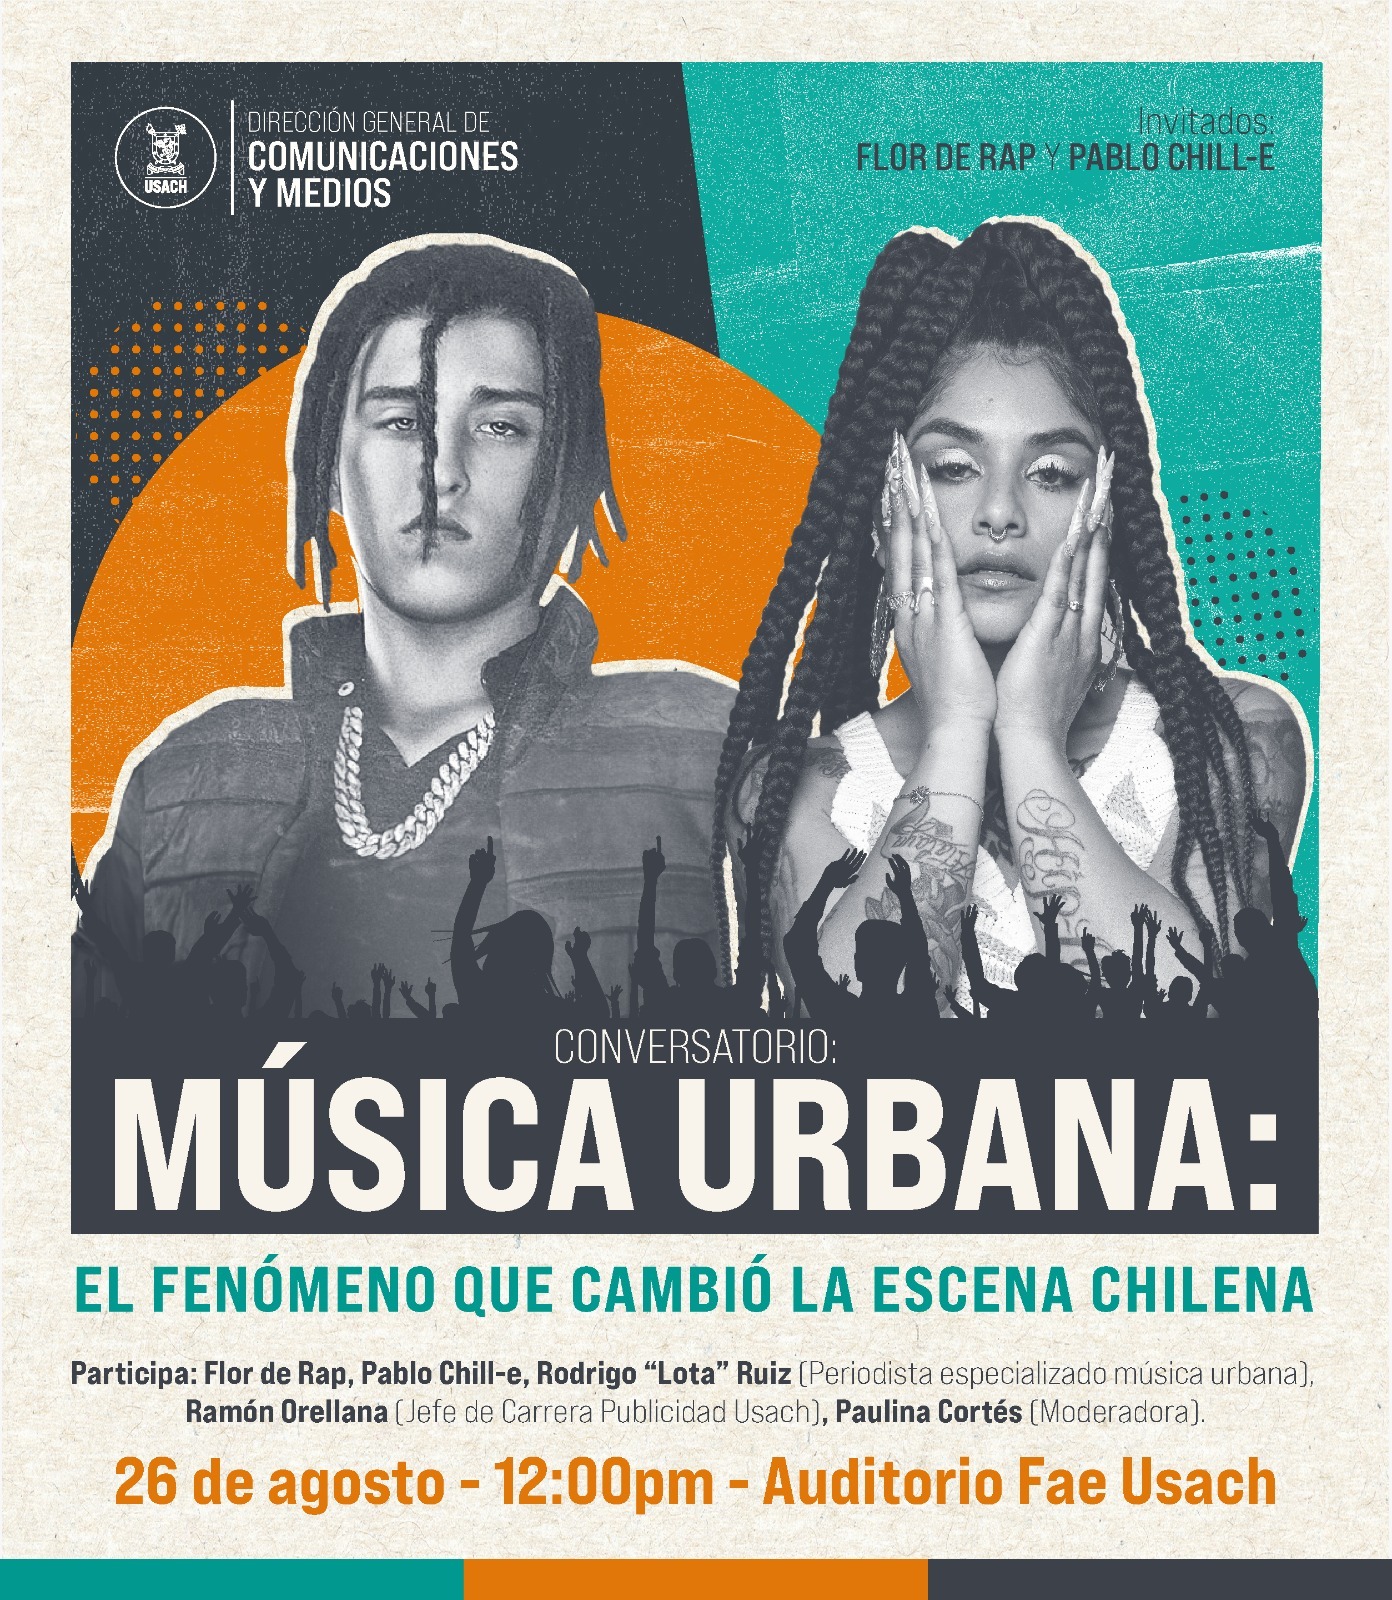 USACH
DIRECCIÓN GENERAL DE
COMUNICACIONES
Y MEDIOS
Invitados:
FLOR DE RAP Y PABLO CHILL-E
CONVERSATORIO:
MÚSICA URBANA:
EL FENÓMENO QUE CAMBIÓ LA ESCENA CHILENA
Participa: Flor de Rap, Pablo Chill-e, Rodrigo “Lota” Ruiz (Periodista especializado música urbana),
Ramón Orellana (Jefe de Carrera Publicidad Usach), Paulina Cortés (Moderadora).
26 de agosto - 12:00pm - Auditorio Fae Usach